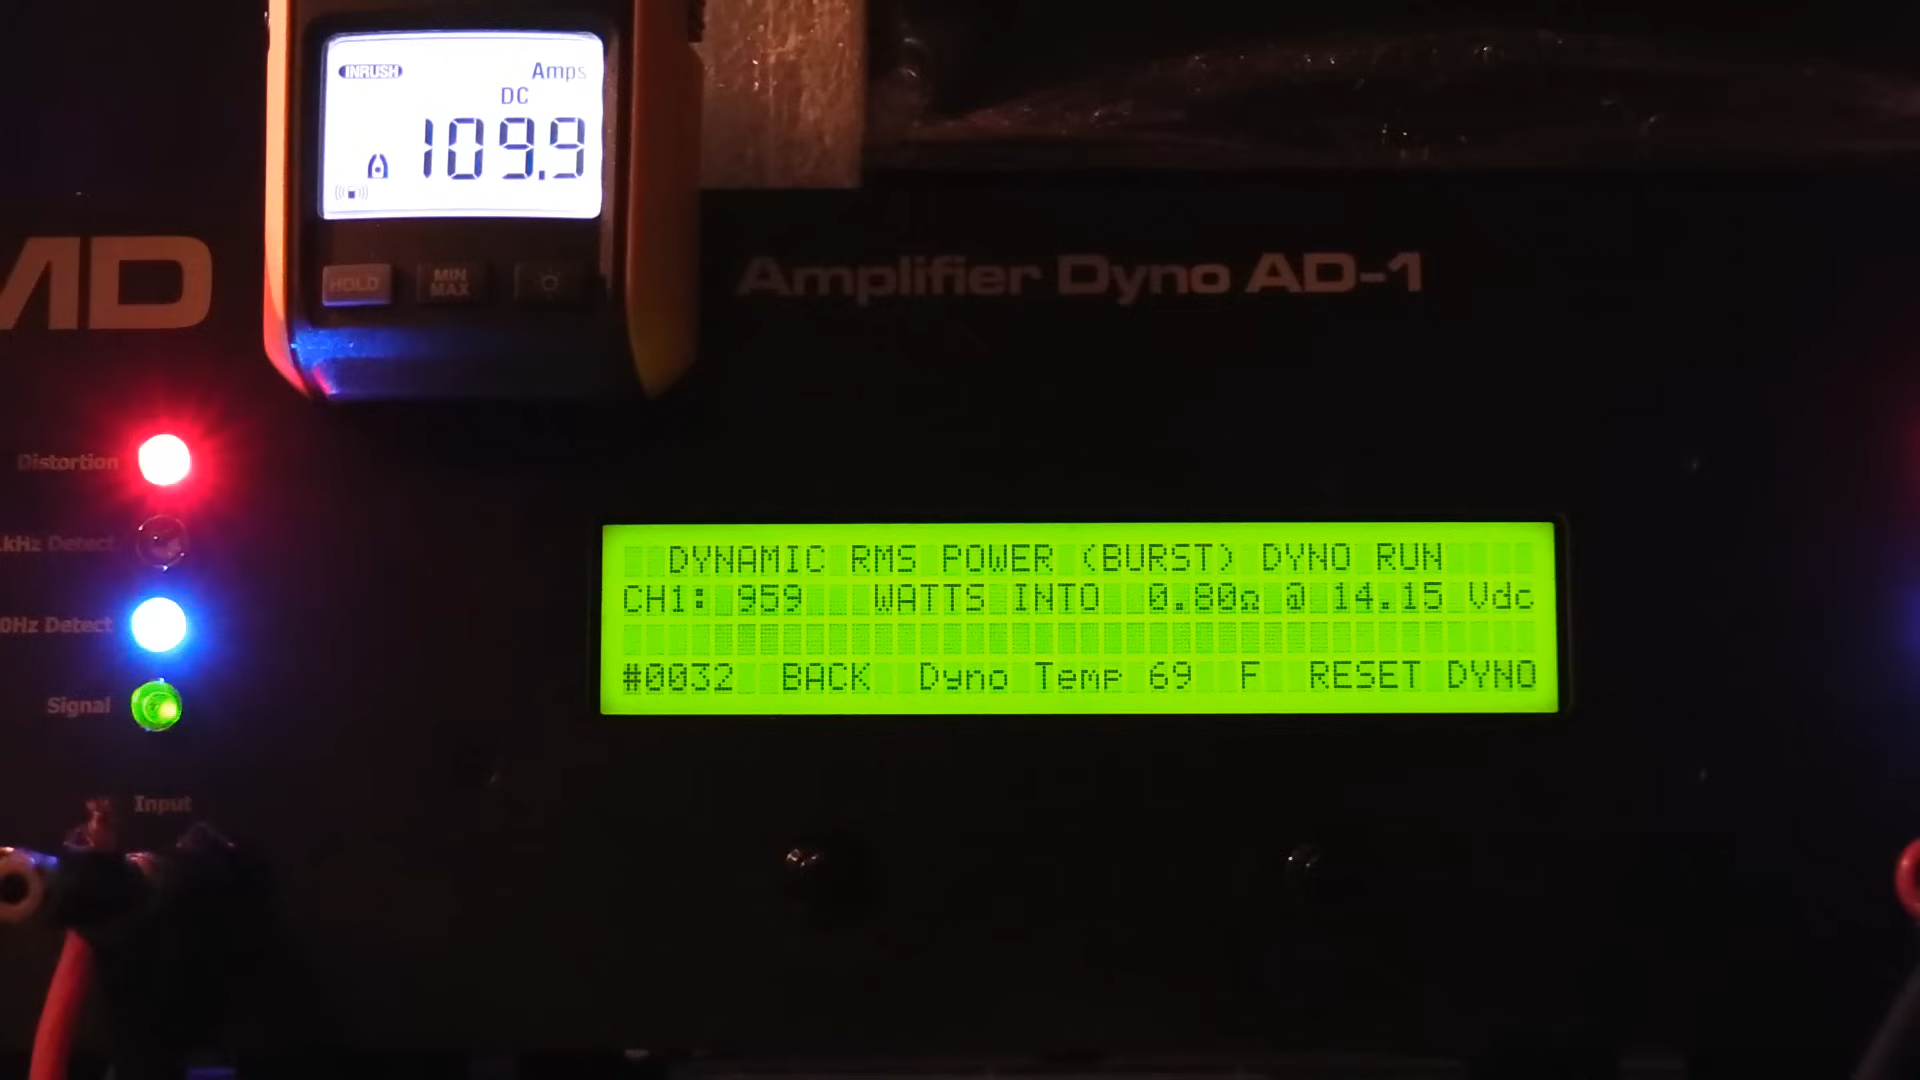 INRUSH
Amps
DC
109.9
HOLD
MIN
MAX
MD
Amplifier Dyno AD-1
Distortion
kHz Detect
0Hz Detect
Signal
Input
DYNAMIC RMS POWER (BURST) DYNO RUN
CH1: 959 WATTS INTO 0.80Ω @ 14.15 Vdc
#0032 BACK Dyno Temp 69 F RESET DYNO